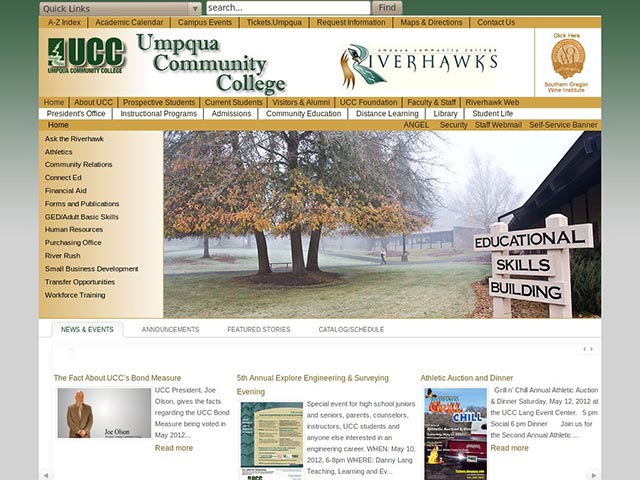 Quick Links search... Find
A-Z Index Academic Calendar Campus Events Tickets.Umpqua Request Information Maps & Directions Contact Us
UCC
UMPQUA COMMUNITY COLLEGE
Umpqua
Community
College
umpqua community college
RIVERHAWKS
Click Here
Southern Oregon
Wine Institute
Home About UCC Prospective Students Current Students Visitors & Alumni UCC Foundation Faculty & Staff Riverhawk Web
President's Office Instructional Programs Admissions Community Education Distance Learning Library Student Life
Home ANGEL Security Staff Webmail Self-Service Banner
Ask the Riverhawk
Athletics
Community Relations
Connect Ed
Financial Aid
Forms and Publications
GED/Adult Basic Skills
Human Resources
Purchasing Office
River Rush
Small Business Development
Transfer Opportunities
Workforce Training
EDUCATIONAL
SKILLS
BUILDING
NEWS & EVENTS ANNOUNCEMENTS FEATURED STORIES CATALOG/SCHEDULE
The Fact About UCC's Bond Measure
Joe Olson
UCC President, Joe
Olson, gives the facts
regarding the UCC Bond
Measure being voted in
May 2012...
Read more
5th Annual Explore Engineering & Surveying
Evening
UCC
Special event for high school juniors
and seniors, parents, counselors,
instructors, UCC students and
anyone else interested in an
engineering career. WHEN: May 10,
2012, 6-8pm WHERE: Danny Lang
Teaching, Learning and Ev...
Athletic Auction and Dinner
CHILL
Grill n' Chill Annual Athletic Auction
& Dinner Saturday, May 12, 2012 at
the UCC Lang Event Center. 5 pm
Social 6 pm Dinner Join us for
the Second Annual Athletic ...
Read more